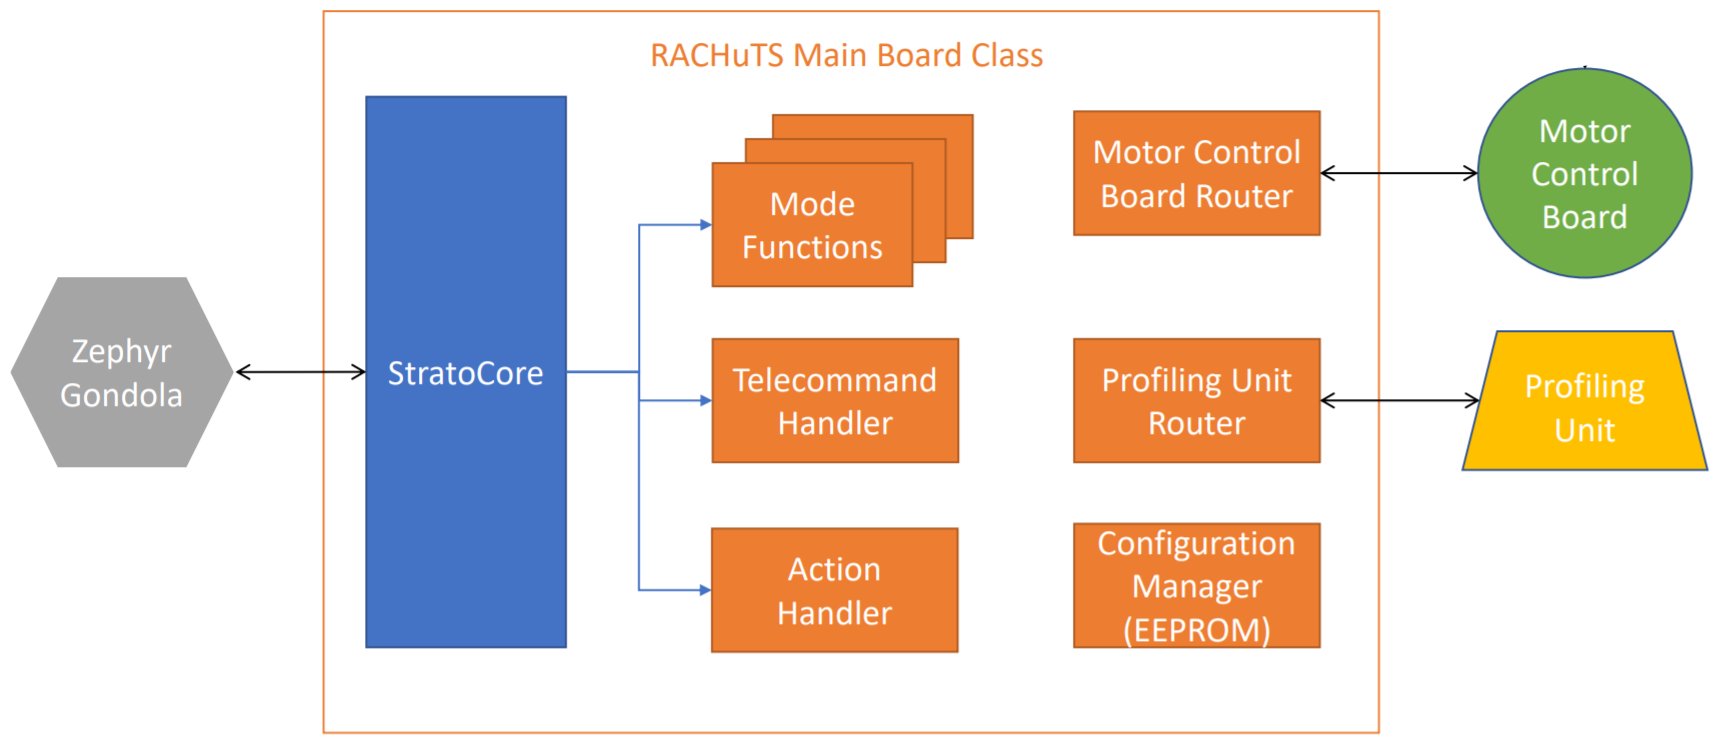 RACHuTS Main Board Class
Zephyr
Gondola
StratoCore
Mode
Functions
Telecommand
Handler
Action
Handler
Motor Control
Board Router
Profiling Unit
Router
Configuration
Manager
(EEPROM)
Motor
Control
Board
Profiling
Unit